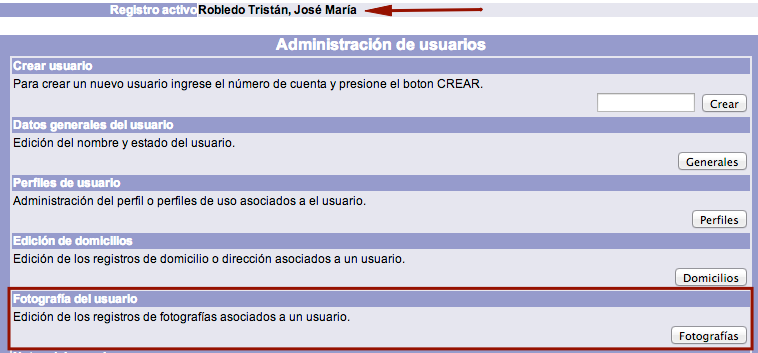 Registro activo Robledo Tristán, José María
Administración de usuarios
Crear usuario
Para crear un nuevo usuario ingrese el número de cuenta y presione el boton CREAR.
Crear
Datos generales del usuario
Edición del nombre y estado del usuario.
Generales
Perfiles de usuario
Administración del perfil o perfiles de uso asociados a el usuario.
Perfiles
Edición de domicilios
Edición de los registros de domicilio o dirección asociados a un usuario.
Domicilios
Fotografía del usuario
Edición de los registros de fotografías asociados a un usuario.
Fotografías